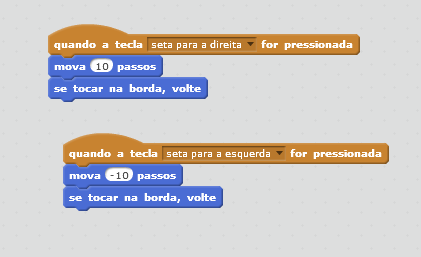 quando a tecla seta para a direita for pressionada
mova 10 passos
se tocar na borda, volte
quando a tecla seta para a esquerda for pressionada
mova -10 passos
se tocar na borda, volte